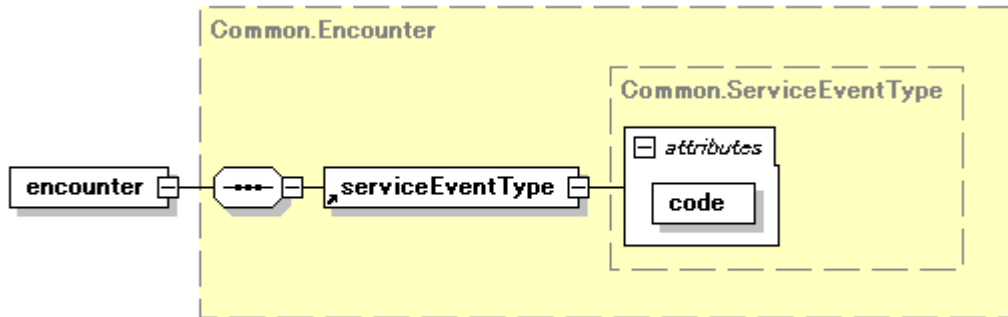 Common.Encounter
Common.ServiceEventType
attributes
encounter
serviceEventType
code